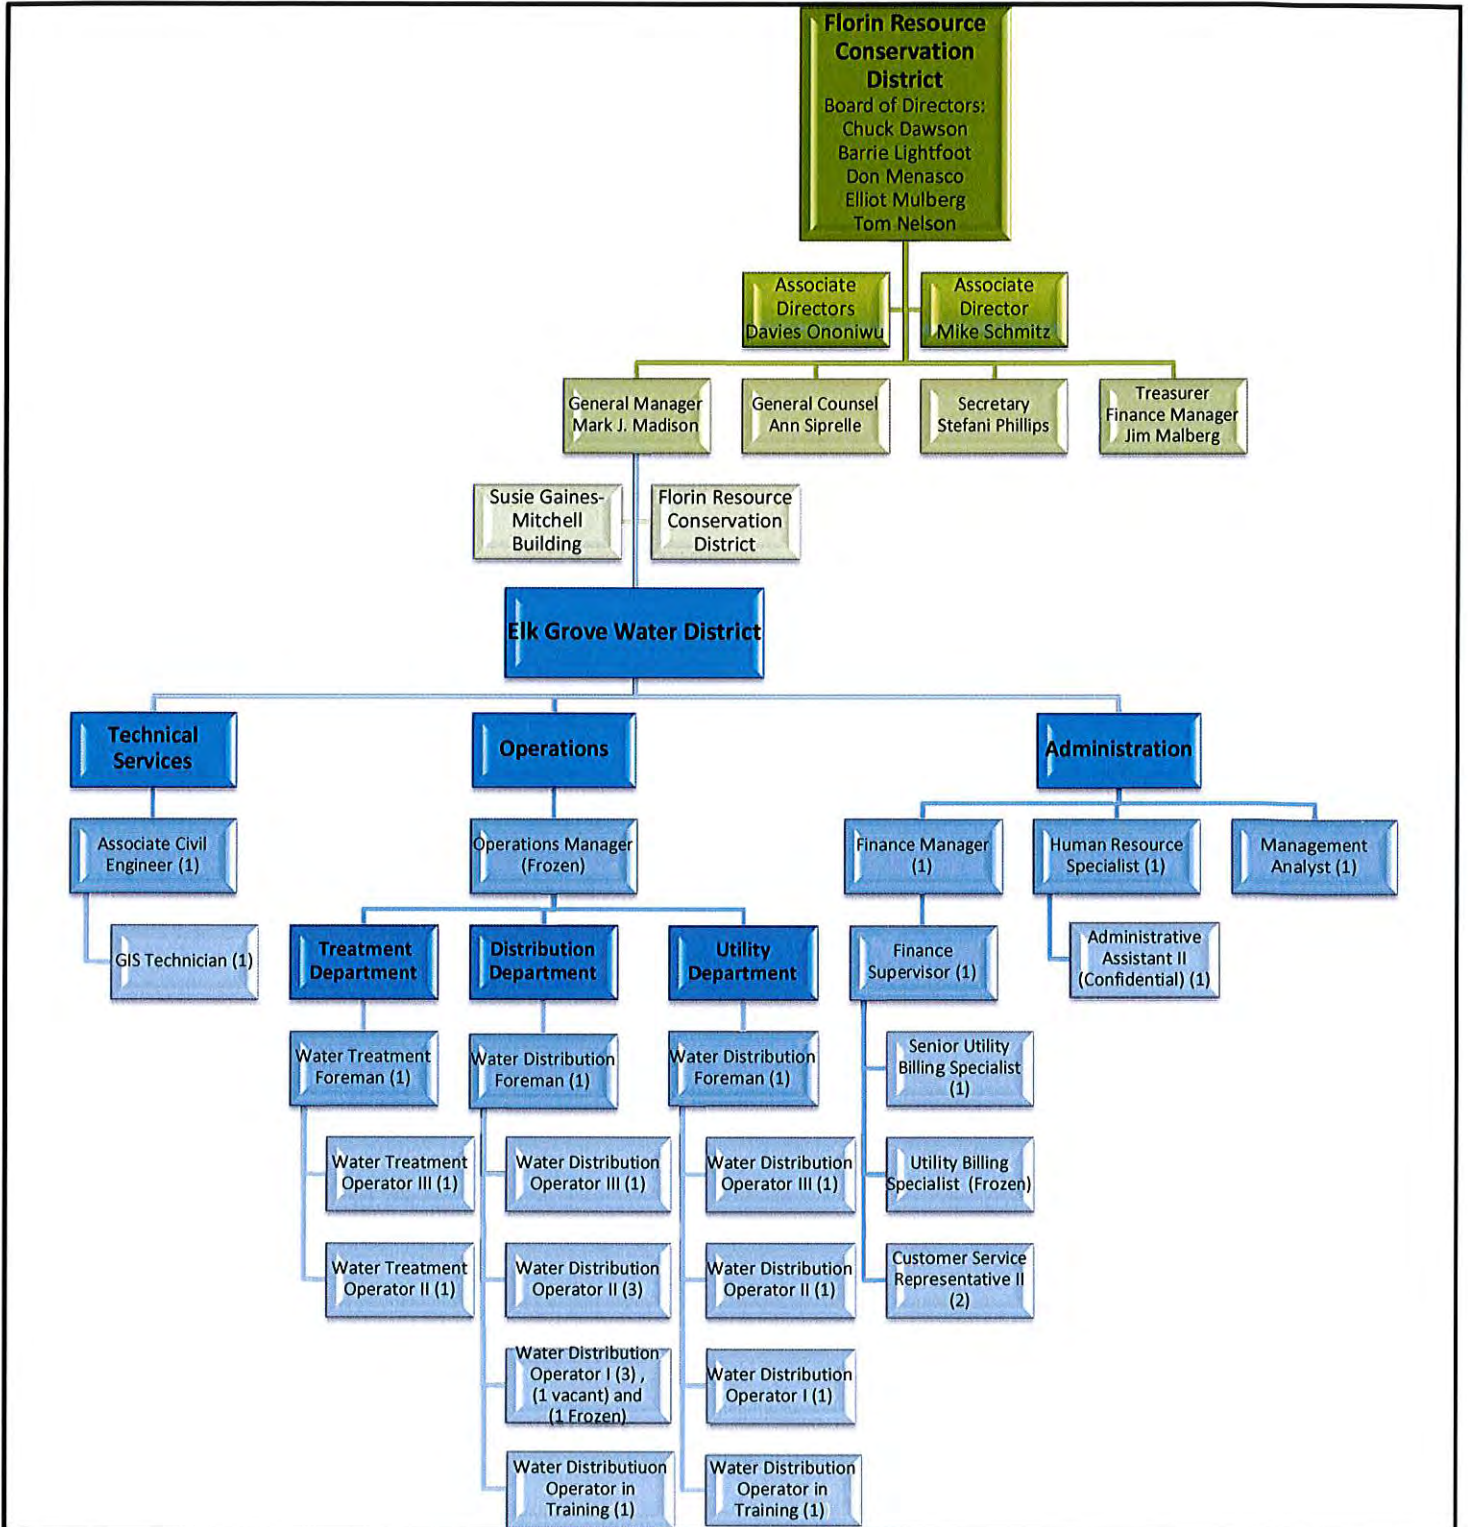 Florin Resource
Conservation
District
Board of Directors:
Chuck Dawson
Barrie Lightfoot
Don Menasco
Elliot Mulberg
Tom Nelson
Associate
Directors
Davies Ononiwu
Associate
Director
Mike Schmitz
General Manager
Mark J. Madison
General Counsel
Ann Siprelle
Secretary
Stefani Phillips
Treasurer
Finance Manager
Jim Malberg
Susie Gaines-
Mitchell
Building
Florin Resource
Conservation
District
Elk Grove Water District
Technical
Services
Operations
Administration
Associate Civil
Engineer (1)
Operations Manager
(Frozen)
Finance Manager
(1)
Human Resource
Specialist (1)
Management
Analyst (1)
GIS Technician (1)
Treatment
Department
Distribution
Department
Utility
Department
Finance
Supervisor (1)
Administrative
Assistant II
(Confidential) (1)
Water Treatment
Foreman (1)
Water Distribution
Foreman (1)
Water Distribution
Foreman (1)
Senior Utility
Billing Specialist
(1)
Water Treatment
Operator III (1)
Water Distribution
Operator III (1)
Water Distribution
Operator III (1)
Utility Billing
Specialist (Frozen)
Water Treatment
Operator II (1)
Water Distribution
Operator II (3)
Water Distribution
Operator II (1)
Customer Service
Representative II
(2)
Water Distribution
Operator I (3) ,
(1 vacant) and
(1 Frozen)
Water Distribution
Operator I (1)
Water Distributiuon
Operator in
Training (1)
Water Distribution
Operator in
Training (1)